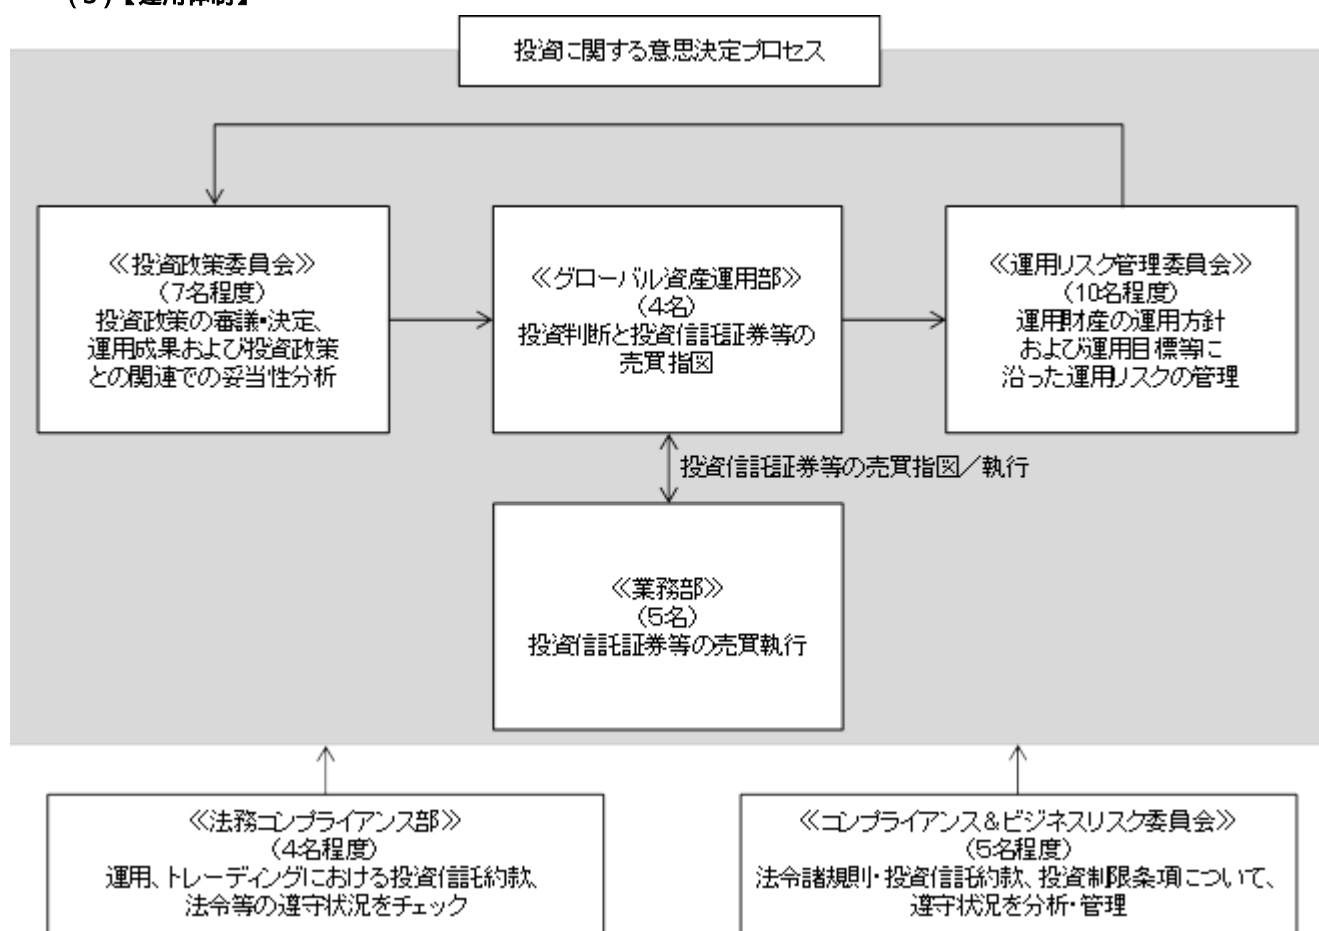 (3)【運用体制】
投資に関する意思決定プロセス
≪投資政策委員会≫
(7名程度)
投資政策の審議・決定、
運用成果および投資政策
との関連での妥当性分析
≪グローバル資産運用部≫
(4名)
投資判断と投資信託証券等の
売買指図
≪運用リスク管理委員会≫
(10名程度)
運用財産の運用方針
および運用目標等に
沿った運用リスクの管理
投資信託証券等の売買指図/執行
≪業務部≫
(5名)
投資信託証券等の売買執行
≪法務コンプライアンス部≫
(4名程度)
運用、トレーディングにおける投資信託約款、
法令等の遵守状況をチェック
≪コンプライアンス&ビジネスリスク委員会≫
(5名程度)
法令諸規則・投資信託約款、投資制限条項について、
遵守状況を分析・管理